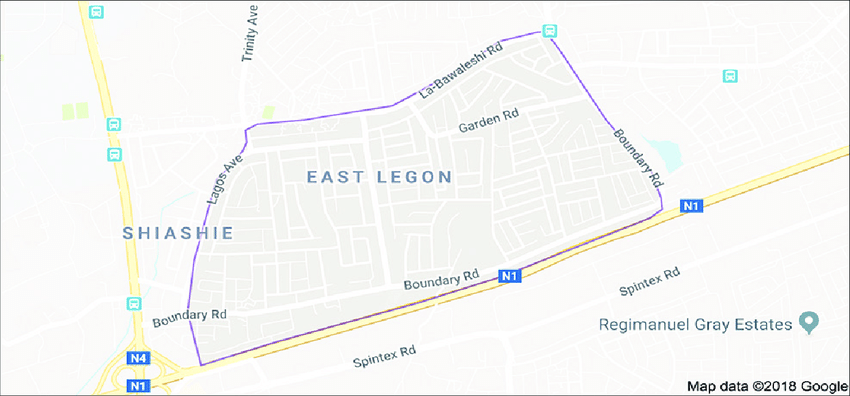 Trinity Ave
La-Bawaleshi Rd
Garden Rd
Boundary Rd
Lagos Ave
EAST LEGON
N1
SHIASHIE
Boundary Rd
N1
Spintex Rd
Boundary Rd
Regimanuel Gray Estates
Spintex Rd
N4
N1
Map data ©2018 Google